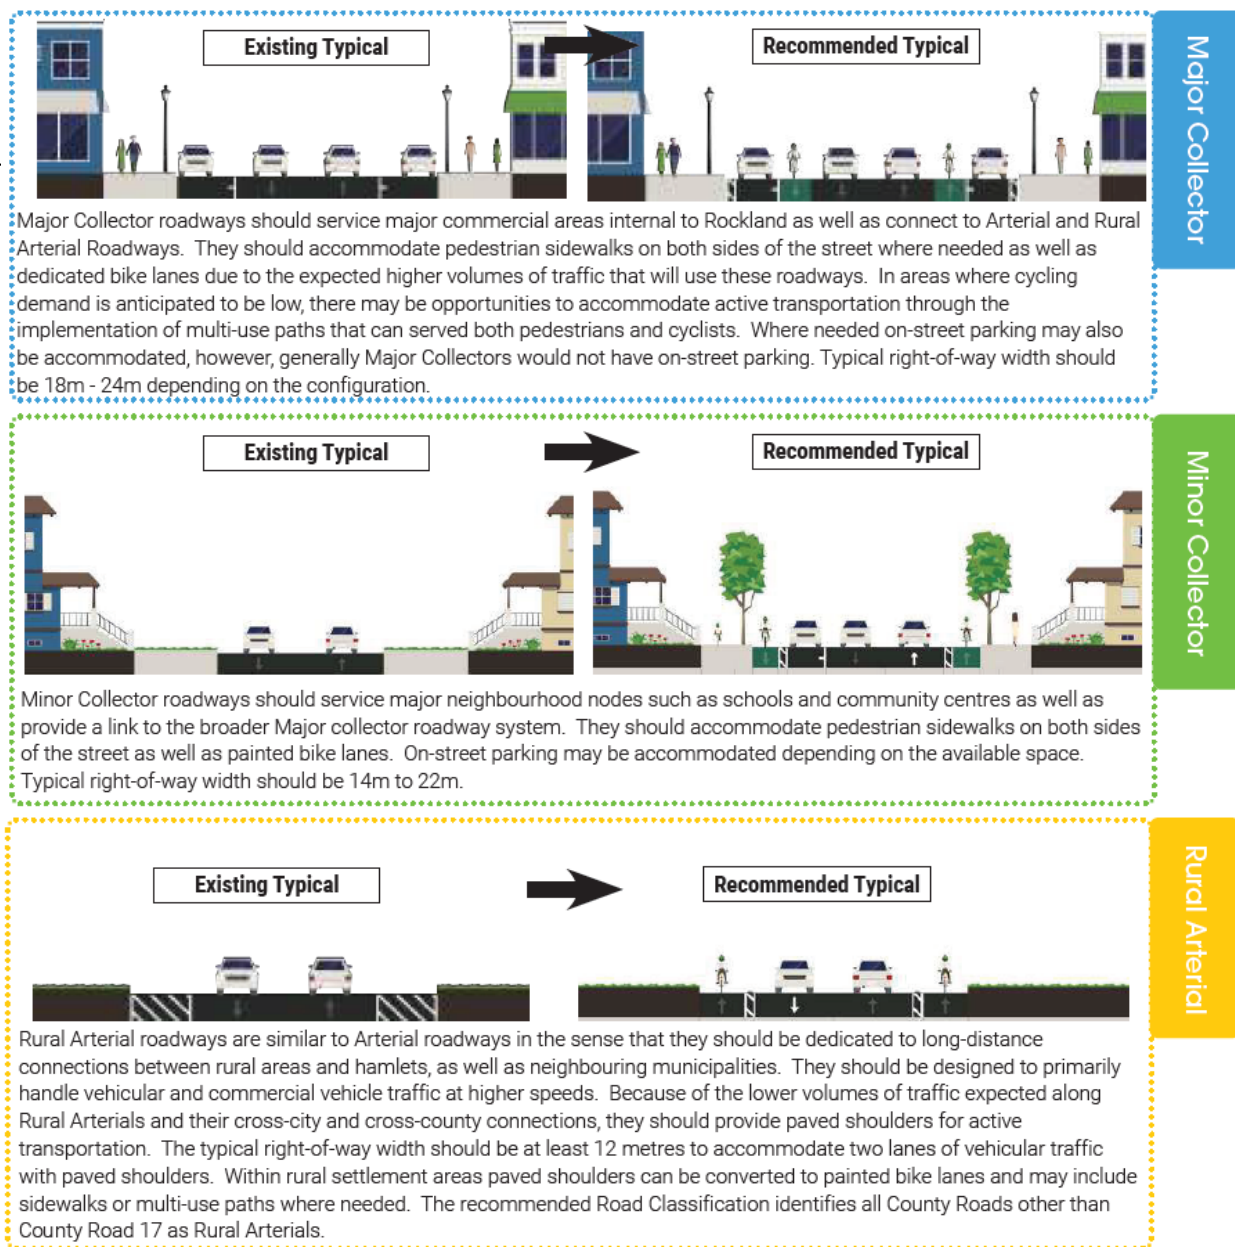 Existing Typical
Recommended Typical
Major Collector
Major Collector roadways should service major commercial areas internal to Rockland as well as connect to Arterial and Rural
Arterial Roadways.  They should accommodate pedestrian sidewalks on both sides of the street where needed as well as
dedicated bike lanes due to the expected higher volumes of traffic that will use these roadways.  In areas where cycling
demand is anticipated to be low, there may be opportunities to accommodate active transportation through the
implementation of multi-use paths that can served both pedestrians and cyclists.  Where needed on-street parking may also
be accommodated, however, generally Major Collectors would not have on-street parking. Typical right-of-way width should
be 18m - 24m depending on the configuration.
Existing Typical
Recommended Typical
Minor Collector
Minor Collector roadways should service major neighbourhood nodes such as schools and community centres as well as
provide a link to the broader Major collector roadway system.  They should accommodate pedestrian sidewalks on both sides
of the street as well as painted bike lanes.  On-street parking may be accommodated depending on the available space.
Typical right-of-way width should be 14m to 22m.
Existing Typical
Recommended Typical
Rural Arterial
Rural Arterial roadways are similar to Arterial roadways in the sense that they should be dedicated to long-distance
connections between rural areas and hamlets, as well as neighbouring municipalities.  They should be designed to primarily
handle vehicular and commercial vehicle traffic at higher speeds.  Because of the lower volumes of traffic expected along
Rural Arterials and their cross-city and cross-county connections, they should provide paved shoulders for active
transportation.  The typical right-of-way width should be at least 12 metres to accommodate two lanes of vehicular traffic
with paved shoulders.  Within rural settlement areas paved shoulders can be converted to painted bike lanes and may include
sidewalks or multi-use paths where needed.  The recommended Road Classification identifies all County Roads other than
County Road 17 as Rural Arterials.